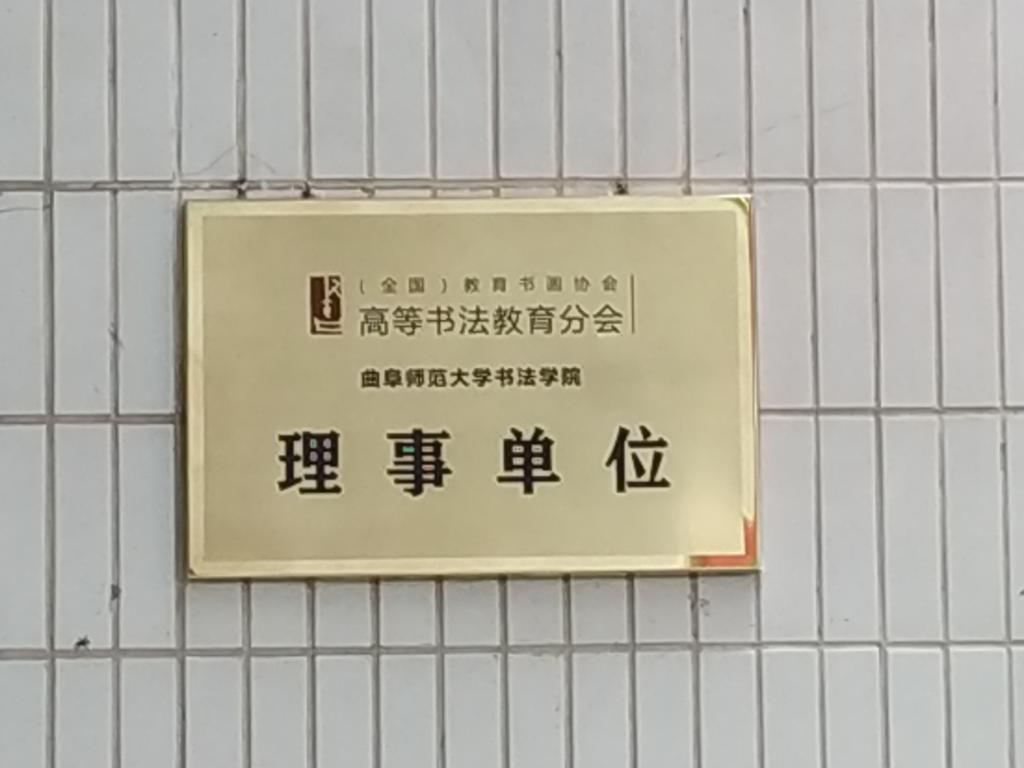 (全国)教育书画协会
高等书法教育分会
曲阜师范大学书法学院
理事单位